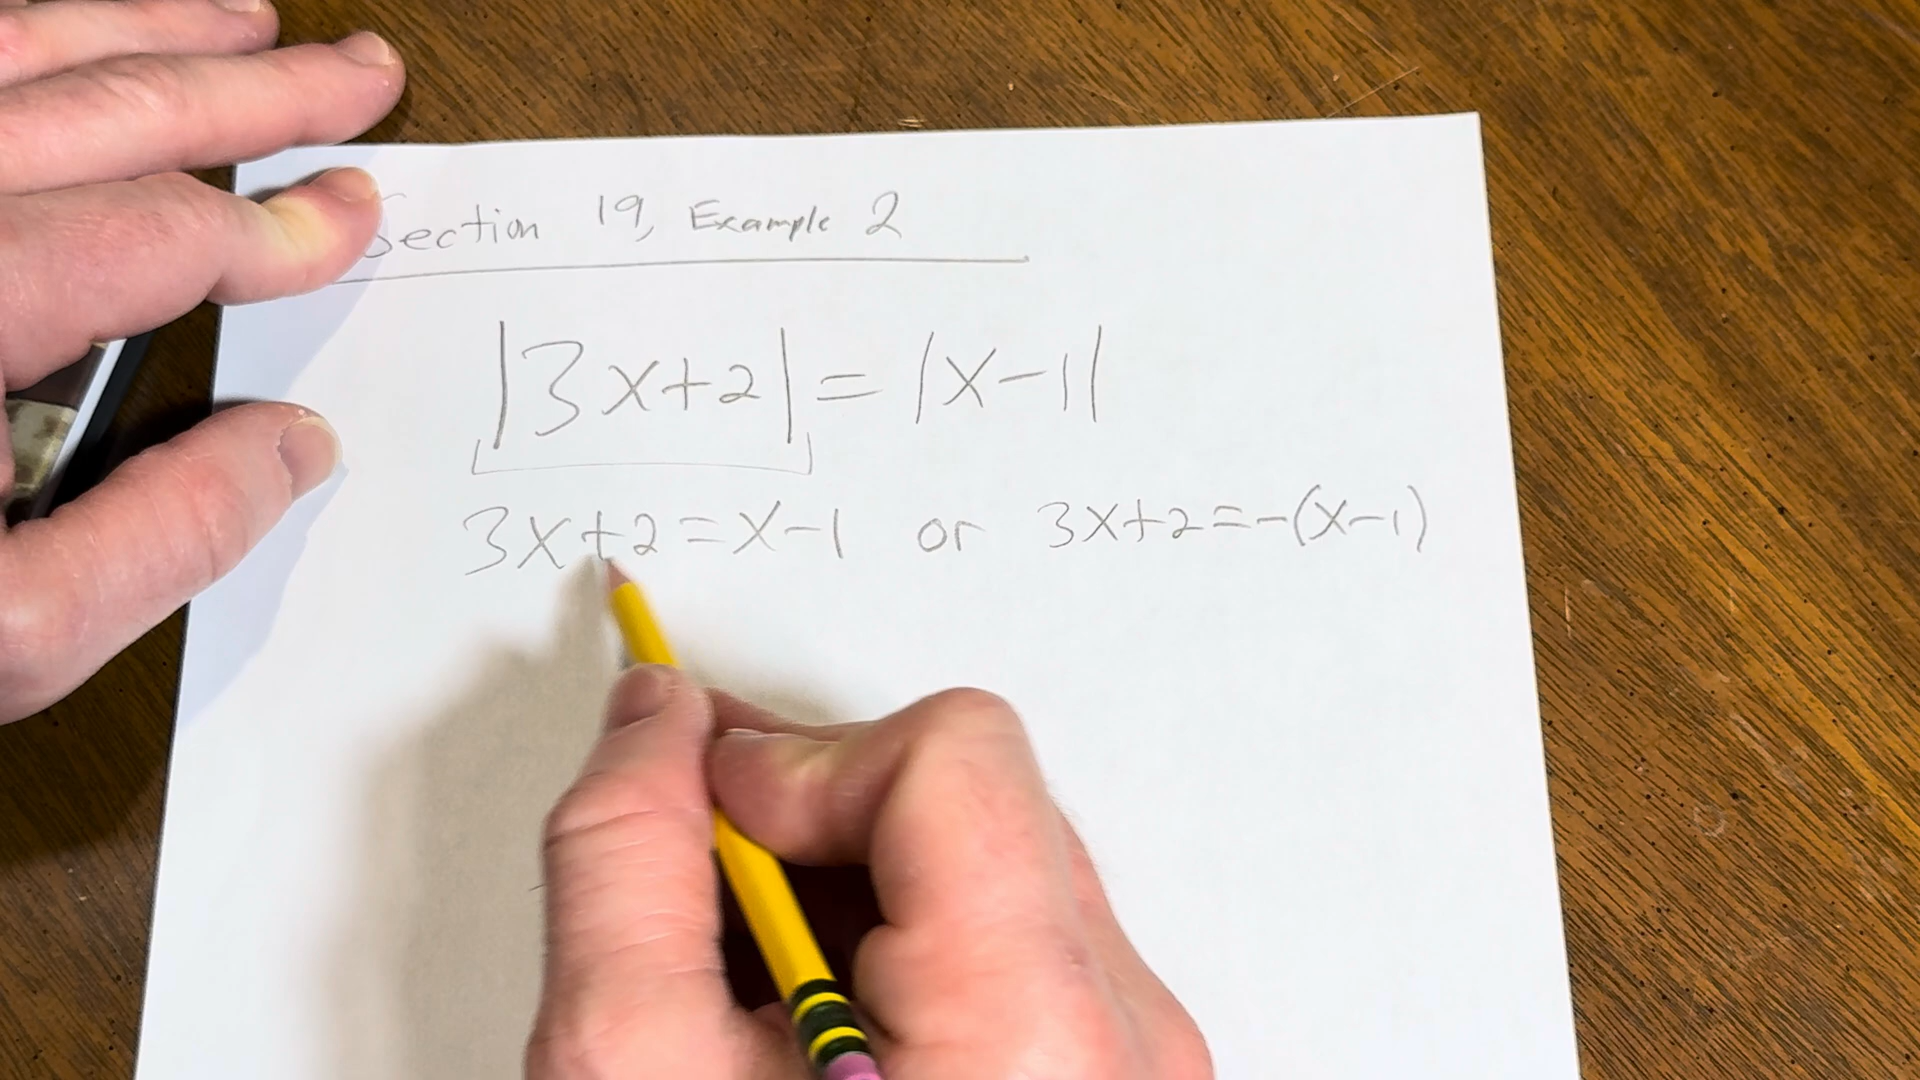 Section 19, Example 2
|3x+2|=|x-1|
3x+2=x-1 or 3x+2=-(x-1)